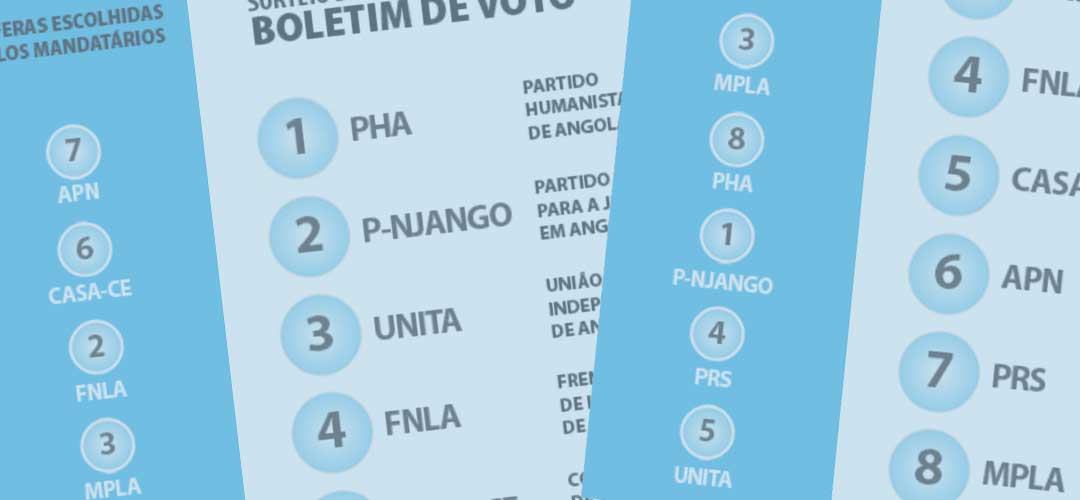 FERAS ESCOLHIDAS
LOS MANDATÁRIOS
7
APN
6
CASA-CE
2
FNLA
3
MPLA
BOLETIM DE VOTO
1 PHA
PARTIDO
HUMANISTA
DE ANGOL
2 P-NJANGO
PARTIDO
PARA A J
EM ANG
3 UNITA
UNIÃO
INDEP
DE AN
4 FNLA
FREN
DE
DE
3
MPLA
8
PHA
1
P-NJANGO
4
PRS
5
UNITA
4 FNLA
5 CASA
6 APN
7 PRS
8 MPLA